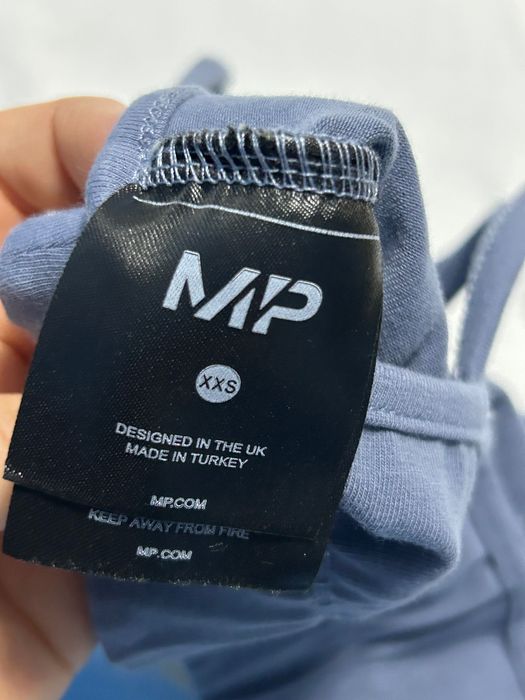 MP
XXS
DESIGNED IN THE UK
MADE IN TURKEY
MP.COM
KEEP AWAY FROM FIRE
MP.COM